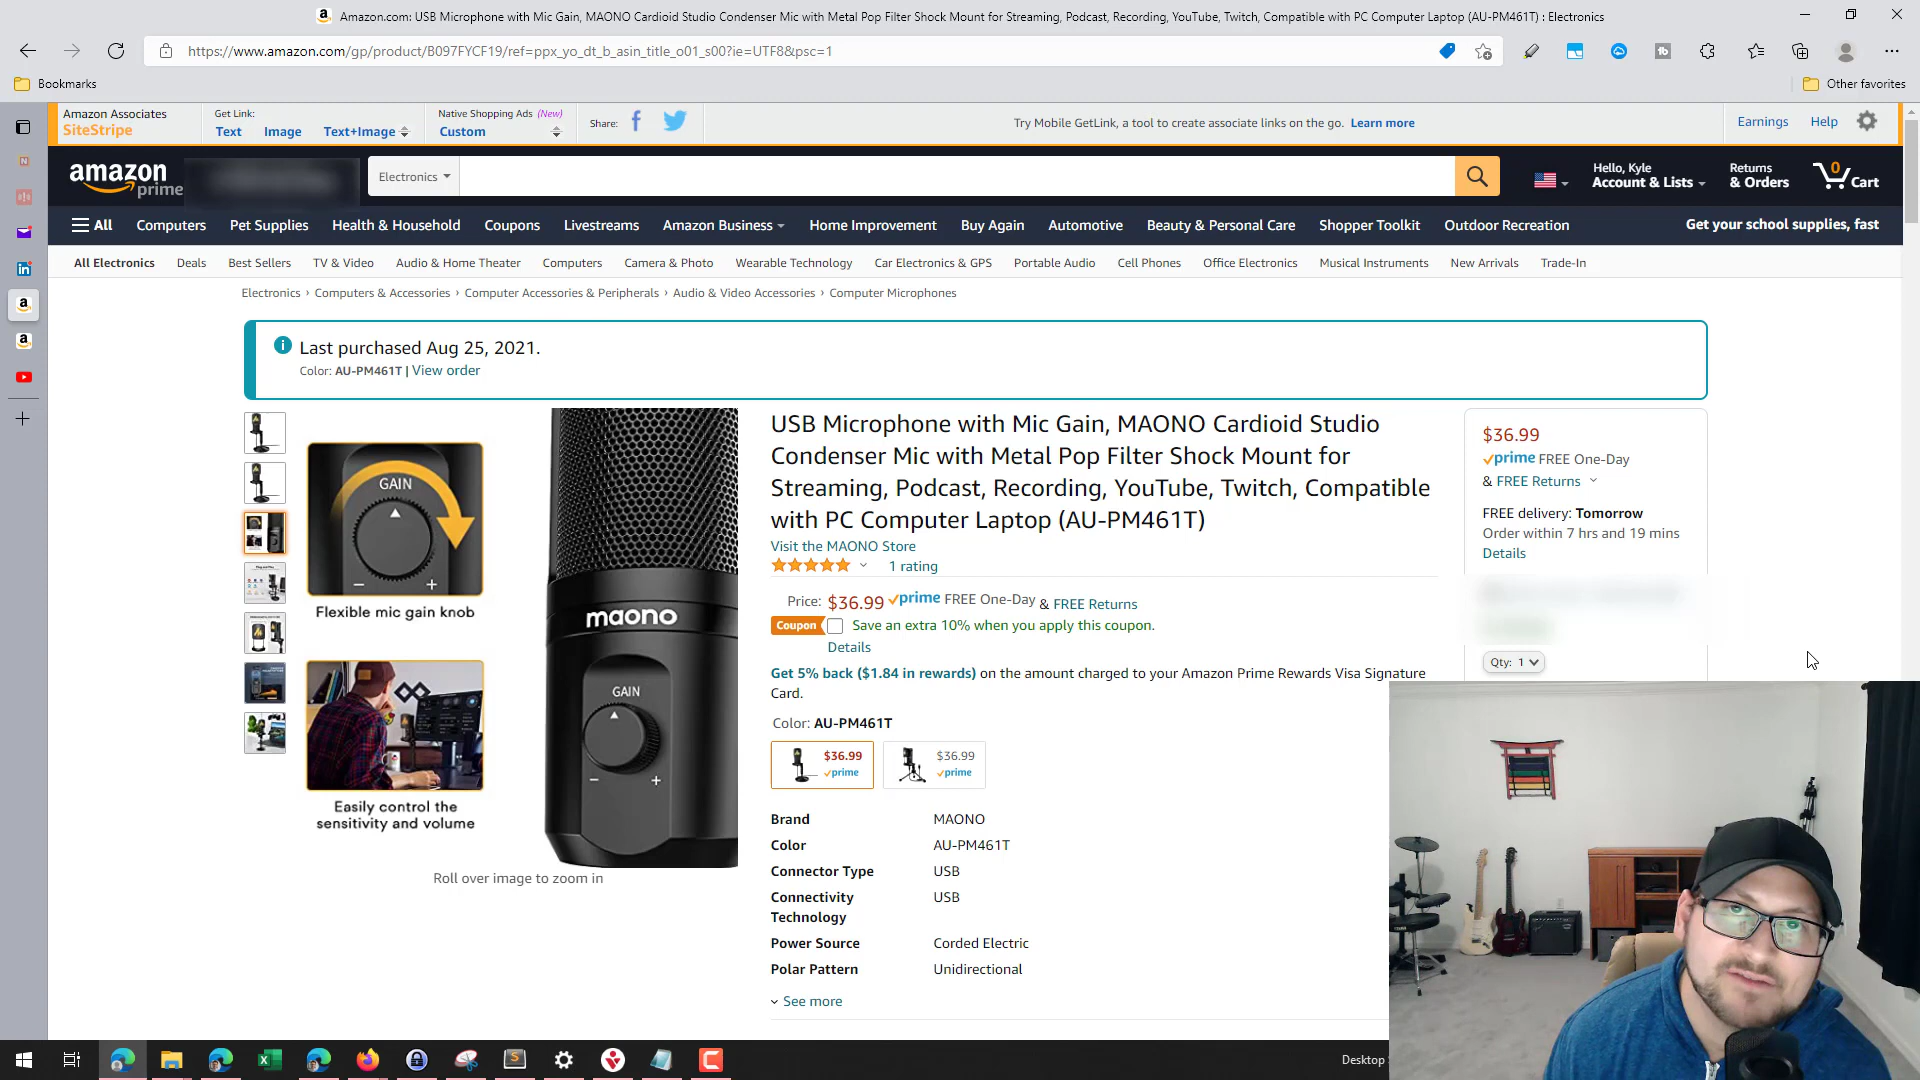 Amazon.com: USB Microphone with Mic Gain, MAONO Cardioid Studio Condenser Mic with Metal Pop Filter Shock Mount for Streaming, Podcast, Recording, YouTube, Twitch, Compatible with PC Computer Laptop (AU-PM461T) : Electronics
https://www.amazon.com/gp/product/B097FYCF19/ref=ppx_yo_dt_b_asin_title_o01_s00?ie=UTF8&psc=1
Bookmarks
Other favorites
Amazon Associates
SiteStripe
Get Link:
Text Image Text+Image
Native Shopping Ads (New)
Custom
Share:
Try Mobile GetLink, a tool to create associate links on the go. Learn more
Earnings Help
amazon prime
Electronics
Hello, Kyle
Account & Lists
Returns
& Orders
0
Cart
All Computers Pet Supplies Health & Household Coupons Livestreams Amazon Business Home Improvement Buy Again Automotive Beauty & Personal Care Shopper Toolkit Outdoor Recreation Get your school supplies, fast
All Electronics Deals Best Sellers TV & Video Audio & Home Theater Computers Camera & Photo Wearable Technology Car Electronics & GPS Portable Audio Cell Phones Office Electronics Musical Instruments New Arrivals Trade-In
Electronics › Computers & Accessories › Computer Accessories & Peripherals › Audio & Video Accessories › Computer Microphones
Last purchased Aug 25, 2021.
Color: AU-PM461T | View order
GAIN
Flexible mic gain knob
maono
GAIN
Easily control the
sensitivity and volume
Roll over image to zoom in
USB Microphone with Mic Gain, MAONO Cardioid Studio
Condenser Mic with Metal Pop Filter Shock Mount for
Streaming, Podcast, Recording, YouTube, Twitch, Compatible
with PC Computer Laptop (AU-PM461T)
Visit the MAONO Store
1 rating
Price: $36.99 prime FREE One-Day & FREE Returns
Coupon Save an extra 10% when you apply this coupon.
Details
Get 5% back ($1.84 in rewards) on the amount charged to your Amazon Prime Rewards Visa Signature
Card.
Color: AU-PM461T
$36.99
prime
$36.99
prime
Brand MAONO
Color AU-PM461T
Connector Type USB
Connectivity
Technology
USB
Power Source Corded Electric
Polar Pattern Unidirectional
See more
$36.99
prime FREE One-Day
& FREE Returns
FREE delivery: Tomorrow
Order within 7 hrs and 19 mins
Details
Qty: 1
Desktop